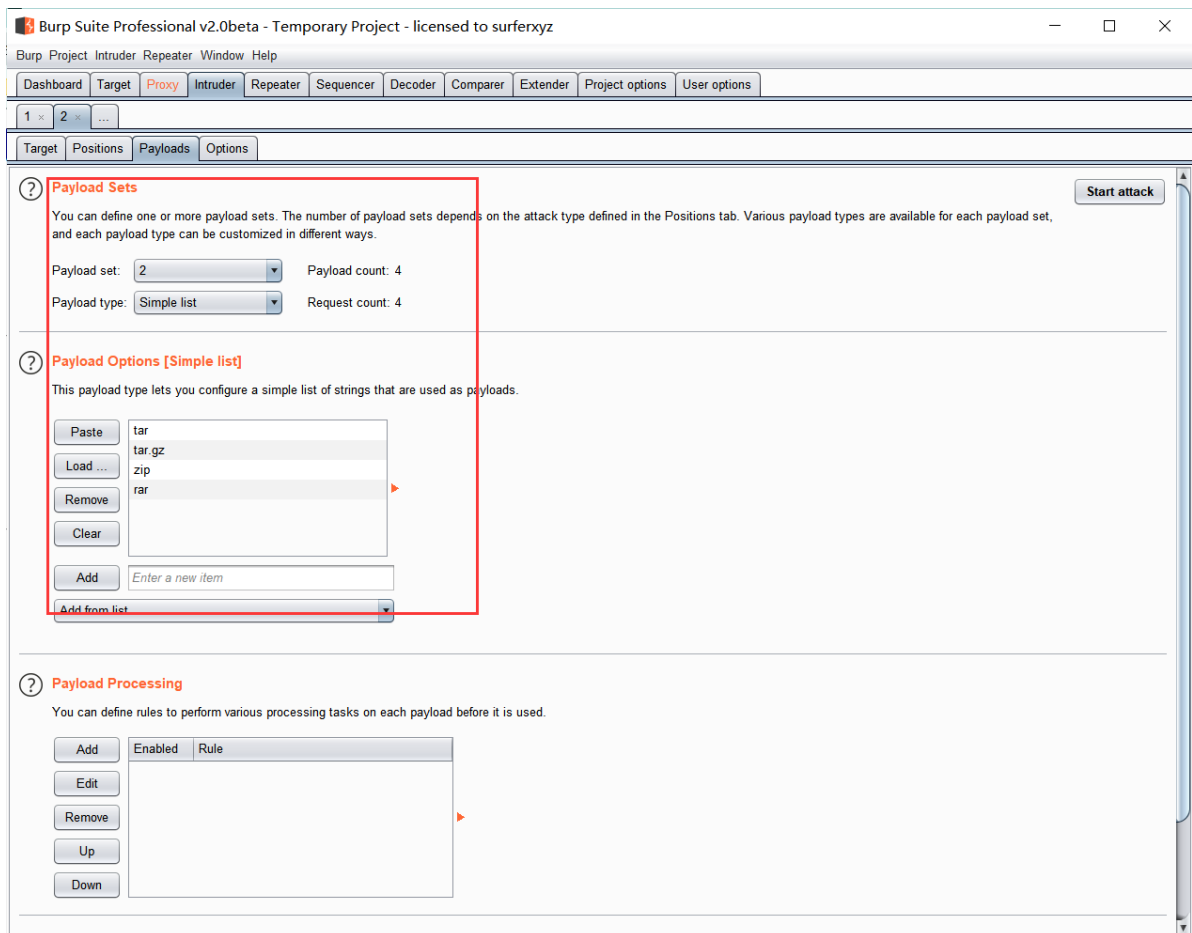 Burp Suite Professional v2.0beta - Temporary Project - licensed to surferxyz
Burp Project Intruder Repeater Window Help
Dashboard Target Proxy Intruder Repeater Sequencer Decoder Comparer Extender Project options User options
1 × 2 × ...
Target Positions Payloads Options
? Payload Sets
Start attack
You can define one or more payload sets. The number of payload sets depends on the attack type defined in the Positions tab. Various payload types are available for each payload set,
and each payload type can be customized in different ways.
Payload set: 2 Payload count: 4
Payload type: Simple list Request count: 4
? Payload Options [Simple list]
This payload type lets you configure a simple list of strings that are used as payloads.
Paste tar
tar.gz
Load ... zip
Remove rar
Clear
Add Enter a new item
Add from list
? Payload Processing
You can define rules to perform various processing tasks on each payload before it is used.
Add Enabled Rule
Edit
Remove
Up
Down